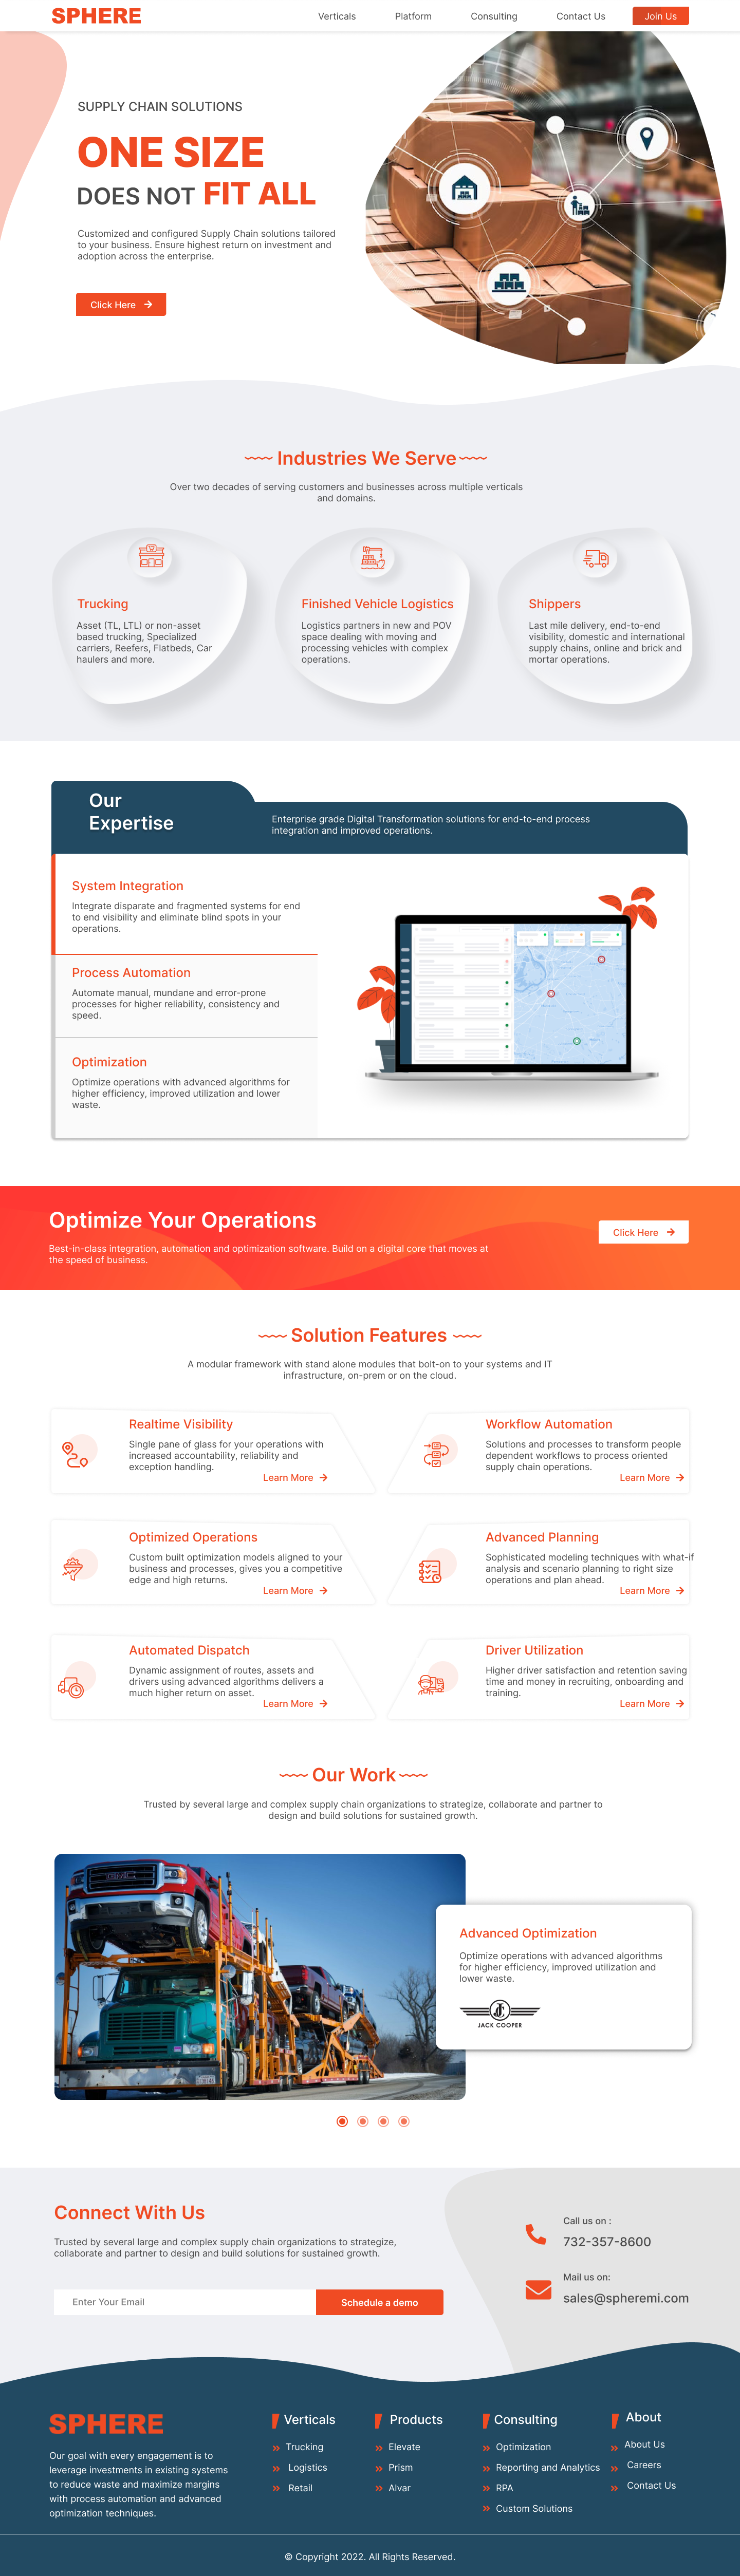 SPHERE
Verticals
Platform
Consulting
Contact Us
Join Us
SUPPLY CHAIN SOLUTIONS
ONE SIZE
DOES NOT FIT ALL
Customized and configured Supply Chain solutions tailored
to your business. Ensure highest return on investment and
adoption across the enterprise.
Click Here
Industries We Serve
Over two decades of serving customers and businesses across multiple verticals
and domains.
Trucking
Asset (TL, LTL) or non-asset
based trucking, Specialized
carriers, Reefers, Flatbeds, Car
haulers and more.
Finished Vehicle Logistics
Logistics partners in new and POV
space dealing with moving and
processing vehicles with complex
operations.
Shippers
Last mile delivery, end-to-end
visibility, domestic and international
supply chains, online and brick and
mortar operations.
Our
Expertise
Enterprise grade Digital Transformation solutions for end-to-end process
integration and improved operations.
System Integration
Integrate disparate and fragmented systems for end
to end visibility and eliminate blind spots in your
operations.
Process Automation
Automate manual, mundane and error-prone
processes for higher reliability, consistency and
speed.
Optimization
Optimize operations with advanced algorithms for
higher efficiency, improved utilization and lower
waste.
Optimize Your Operations
Best-in-class integration, automation and optimization software. Build on a digital core that moves at
the speed of business.
Click Here
Solution Features
A modular framework with stand alone modules that bolt-on to your systems and IT
infrastructure, on-prem or on the cloud.
Realtime Visibility
Single pane of glass for your operations with
increased accountability, reliability and
exception handling.
Learn More
Workflow Automation
Solutions and processes to transform people
dependent workflows to process oriented
supply chain operations.
Learn More
Optimized Operations
Custom built optimization models aligned to your
business and processes, gives you a competitive
edge and high returns.
Learn More
Advanced Planning
Sophisticated modeling techniques with what-if
analysis and scenario planning to right size
operations and plan ahead.
Learn More
Automated Dispatch
Dynamic assignment of routes, assets and
drivers using advanced algorithms delivers a
much higher return on asset.
Learn More
Driver Utilization
Higher driver satisfaction and retention saving
time and money in recruiting, onboarding and
training.
Learn More
Our Work
Trusted by several large and complex supply chain organizations to strategize, collaborate and partner to
design and build solutions for sustained growth.
GMC
Advanced Optimization
Optimize operations with advanced algorithms
for higher efficiency, improved utilization and
lower waste.
JC
JACK COOPER
Connect With Us
Trusted by several large and complex supply chain organizations to strategize,
collaborate and partner to design and build solutions for sustained growth.
Enter Your Email
Schedule a demo
Call us on :
732-357-8600
Mail us on:
sales@spheremi.com
SPHERE
Our goal with every engagement is to
leverage investments in existing systems
to reduce waste and maximize margins
with process automation and advanced
optimization techniques.
Verticals
Trucking
Logistics
Retail
Products
Elevate
Prism
Alvar
Consulting
Optimization
Reporting and Analytics
RPA
Custom Solutions
About
About Us
Careers
Contact Us
© Copyright 2022. All Rights Reserved.